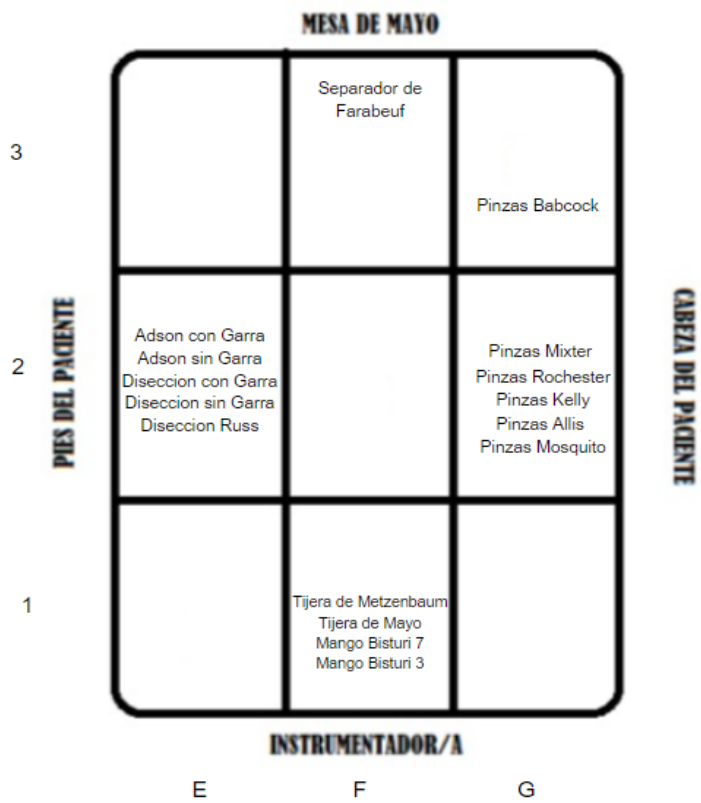 MESA DE MAYO
3
Separador de
Farabeuf
Pinzas Babcock
PIES DEL PACIENTE
CABEZA DEL PACIENTE
2
Adson con Garra
Adson sin Garra
Diseccion con Garra
Diseccion sin Garra
Diseccion Russ
Pinzas Mixter
Pinzas Rochester
Pinzas Kelly
Pinzas Allis
Pinzas Mosquito
1
Tijera de Metzenbaum
Tijera de Mayo
Mango Bisturi 7
Mango Bisturi 3
INSTRUMENTADOR/A
E F G